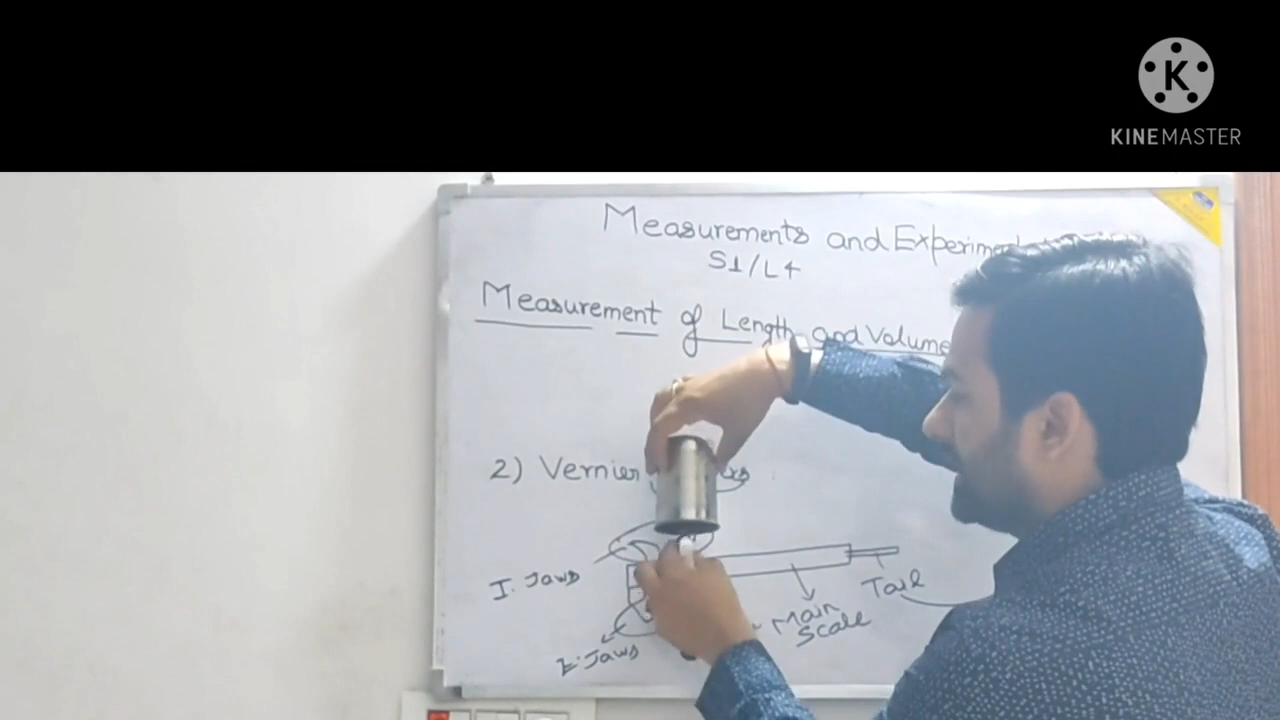 KINEMASTER
Measurements and Experim
S1/L4
Measurement of Length and Volume
2) Vernier
I. Jaws
Tail
Main
Scale
E. Jaws